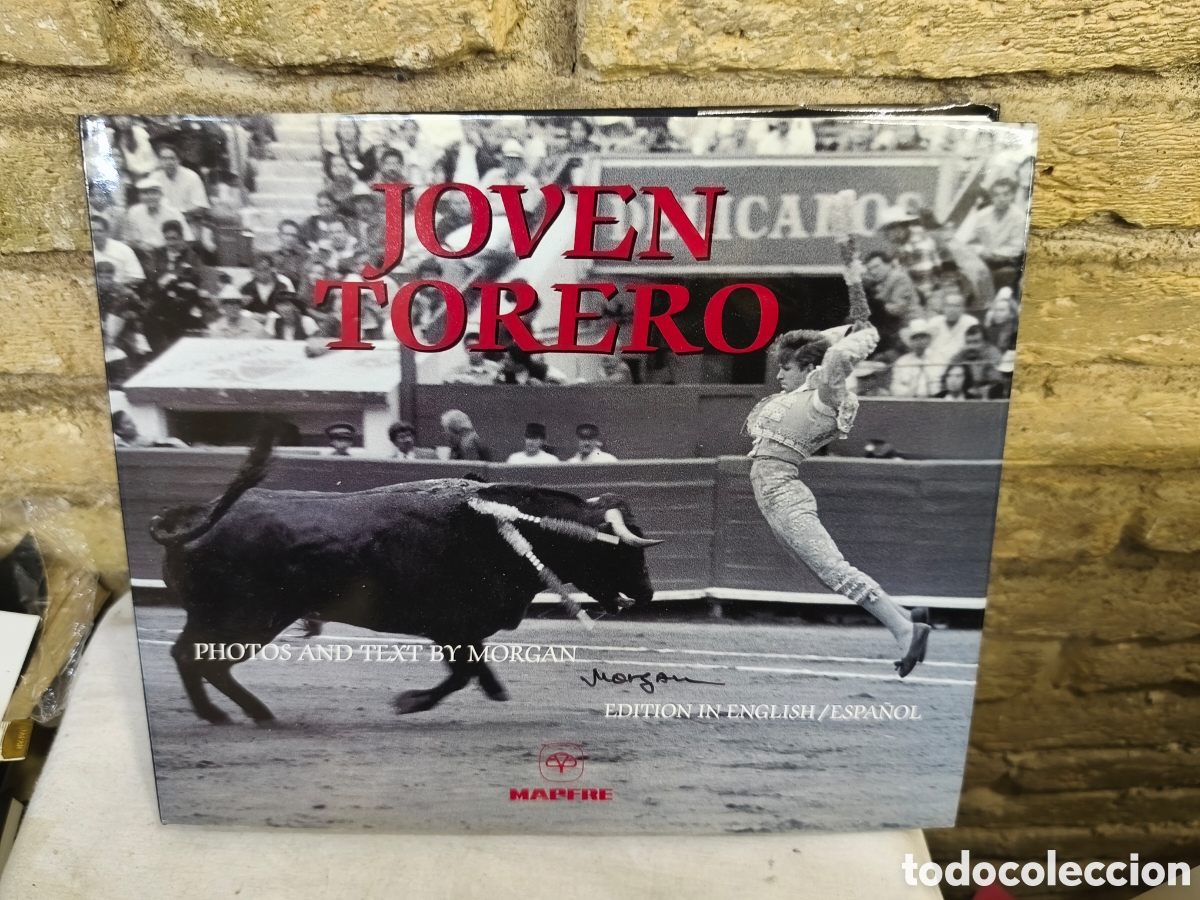 JOVEN
TORERO
PHOTOS AND TEXT BY MORGAN
Morgan
EDITION IN ENGLISH/ESPAÑOL
MAPFRE
todocoleccion